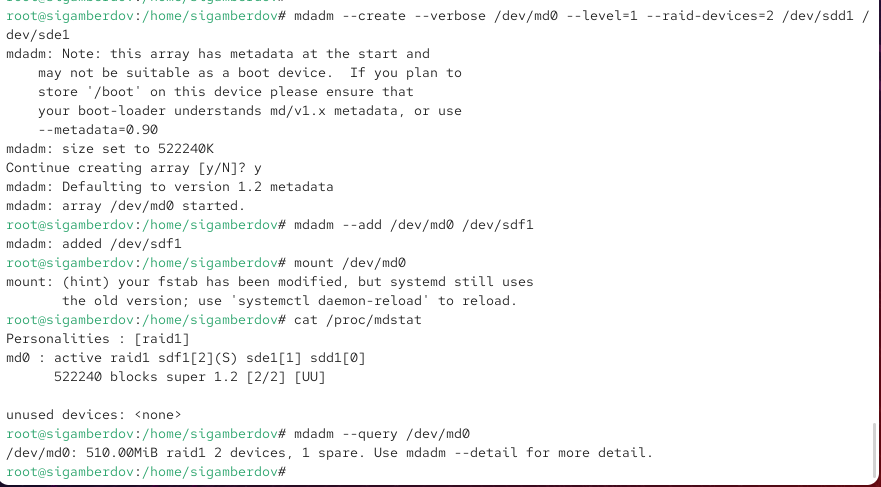 root@sigamberdov:/home/sigamberdov# mdadm --create --verbose /dev/md0 --level=1 --raid-devices=2 /dev/sdd1 /
dev/sde1
mdadm: Note: this array has metadata at the start and
    may not be suitable as a boot device.  If you plan to
    store '/boot' on this device please ensure that
    your boot-loader understands md/v1.x metadata, or use
    --metadata=0.90
mdadm: size set to 522240K
Continue creating array [y/N]? y
mdadm: Defaulting to version 1.2 metadata
mdadm: array /dev/md0 started.
root@sigamberdov:/home/sigamberdov# mdadm --add /dev/md0 /dev/sdf1
mdadm: added /dev/sdf1
root@sigamberdov:/home/sigamberdov# mount /dev/md0
mount: (hint) your fstab has been modified, but systemd still uses
       the old version; use 'systemctl daemon-reload' to reload.
root@sigamberdov:/home/sigamberdov# cat /proc/mdstat
Personalities : [raid1]
md0 : active raid1 sdf1[2](S) sde1[1] sdd1[0]
      522240 blocks super 1.2 [2/2] [UU]

unused devices: <none>
root@sigamberdov:/home/sigamberdov# mdadm --query /dev/md0
/dev/md0: 510.00MiB raid1 2 devices, 1 spare. Use mdadm --detail for more detail.
root@sigamberdov:/home/sigamberdov#